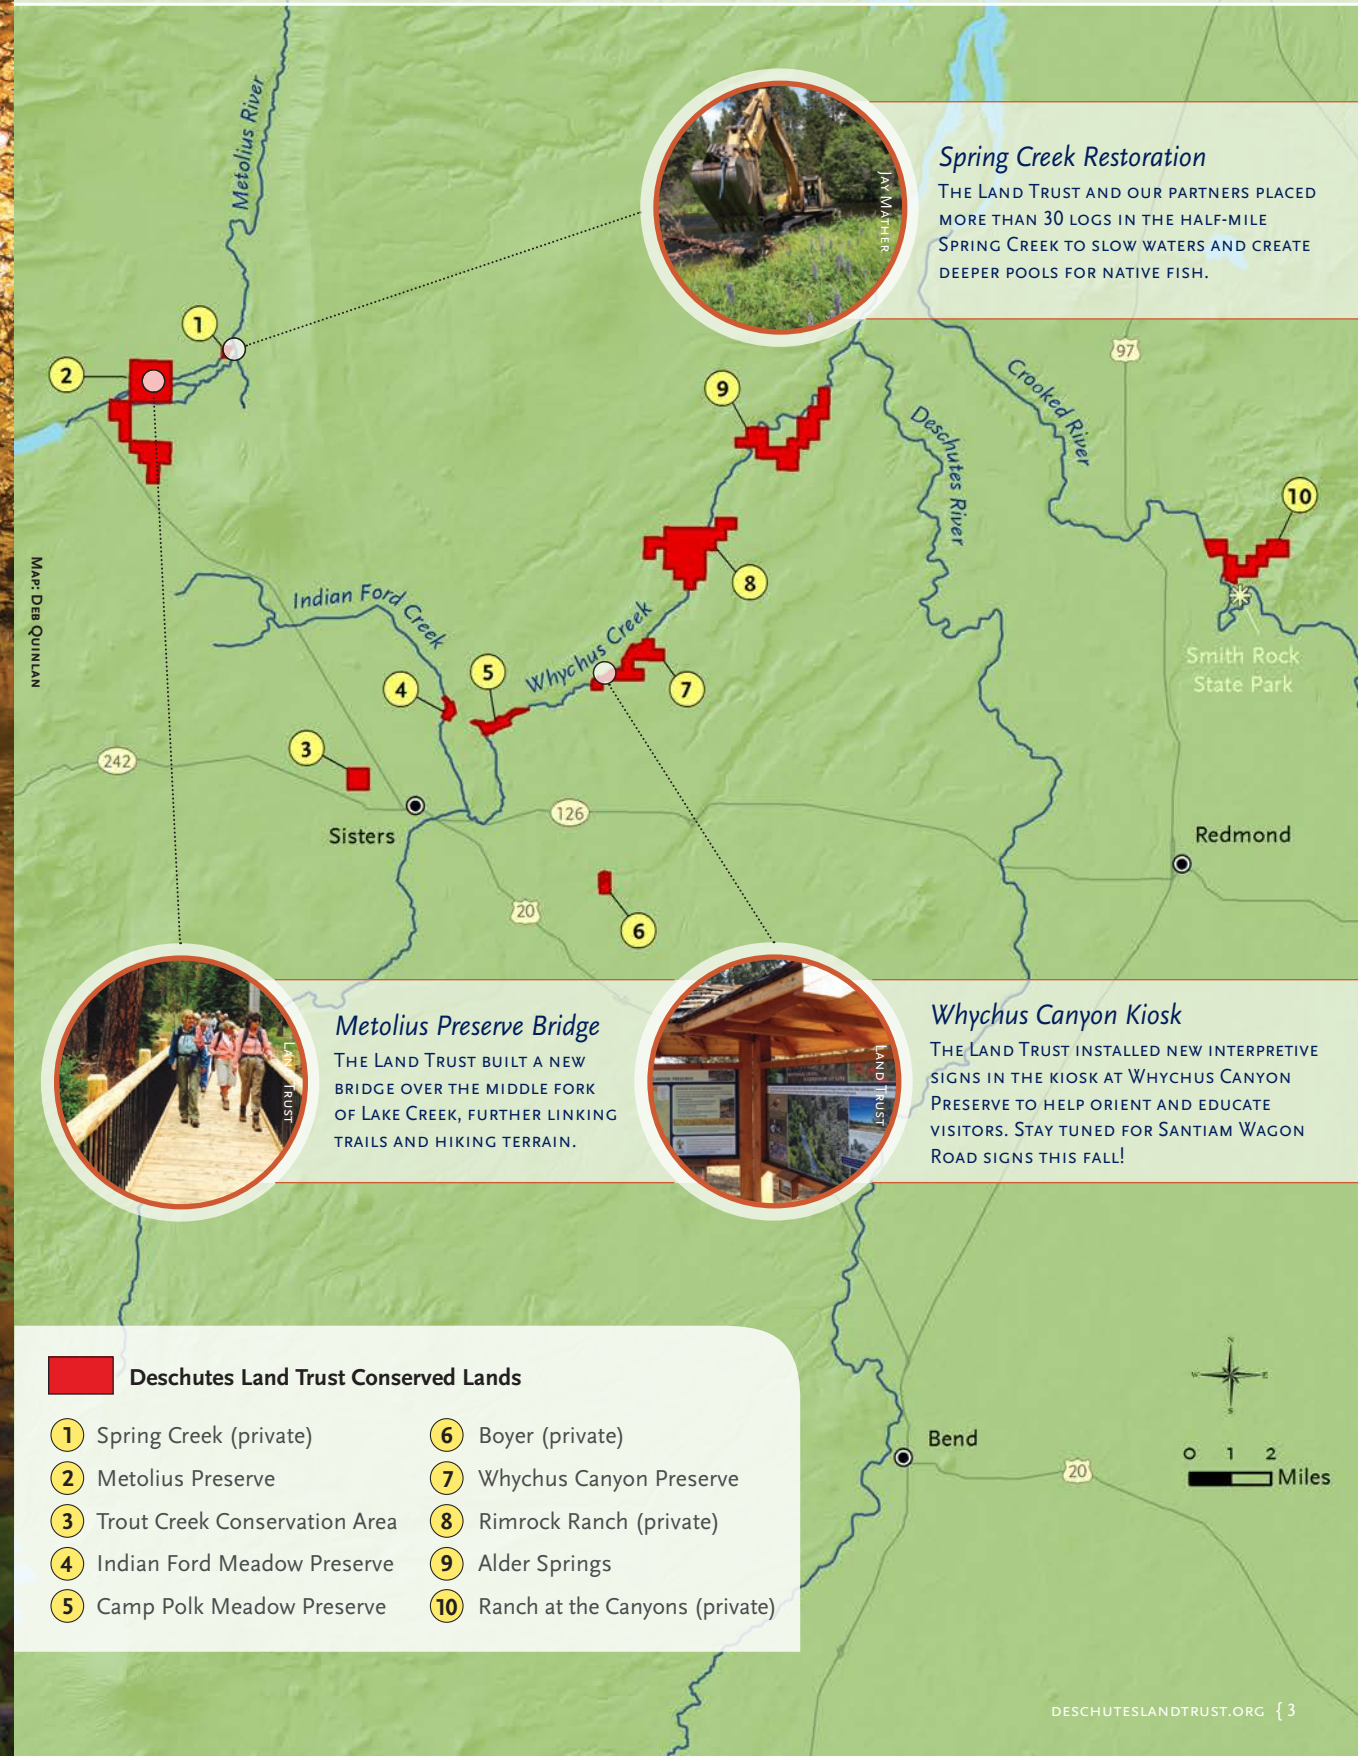 Metolius River
JAY MATHER
Spring Creek Restoration
THE LAND TRUST AND OUR PARTNERS PLACED
MORE THAN 30 LOGS IN THE HALF-MILE
SPRING CREEK TO SLOW WATERS AND CREATE
DEEPER POOLS FOR NATIVE FISH.
1
2
9
97
Crooked River
Deschutes River
10
8
MAP: DEB QUINLAN
Indian Ford Creek
Whychus Creek
Smith Rock
State Park
4
5
7
3
242
126
Sisters
Redmond
20
6
LAND TRUST
Metolius Preserve Bridge
THE LAND TRUST BUILT A NEW
BRIDGE OVER THE MIDDLE FORK
OF LAKE CREEK, FURTHER LINKING
TRAILS AND HIKING TERRAIN.
LAND TRUST
Whychus Canyon Kiosk
THE LAND TRUST INSTALLED NEW INTERPRETIVE
SIGNS IN THE KIOSK AT WHYCHUS CANYON
PRESERVE TO HELP ORIENT AND EDUCATE
VISITORS. STAY TUNED FOR SANTIAM WAGON
ROAD SIGNS THIS FALL!
Deschutes Land Trust Conserved Lands
1 Spring Creek (private)
2 Metolius Preserve
3 Trout Creek Conservation Area
4 Indian Ford Meadow Preserve
5 Camp Polk Meadow Preserve
6 Boyer (private)
7 Whychus Canyon Preserve
8 Rimrock Ranch (private)
9 Alder Springs
10 Ranch at the Canyons (private)
N
W E
S
Bend
0 1 2
Miles
20
DESCHUTESLANDTRUST.ORG { 3